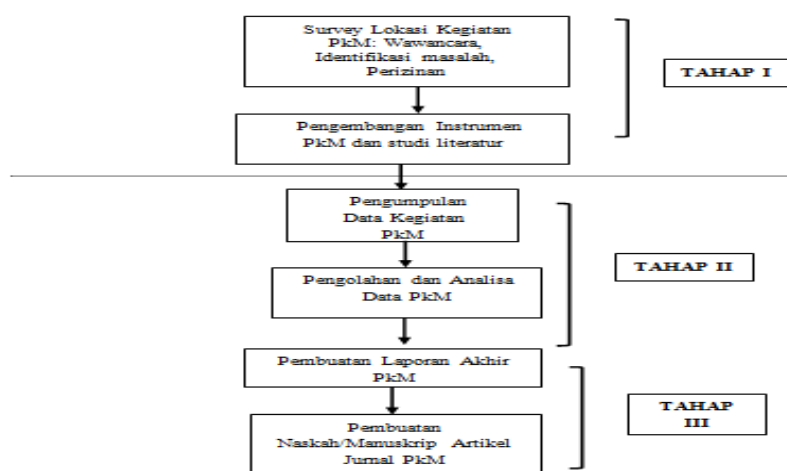 Survey Lokasi Kegiatan
PkM: Wawancara,
Identifikasi masalah,
Perizinan
TAHAP I
Pengembangan Instrumen
PkM dan studi literatur
Pengumpulan
Data Kegiatan
PkM
TAHAP II
Pengolahan dan Analisa
Data PkM
Pembuatan Laporan Akhir
PkM
TAHAP
III
Pembuatan
Naskah/Manuskrip Artikel
Jurnal PkM